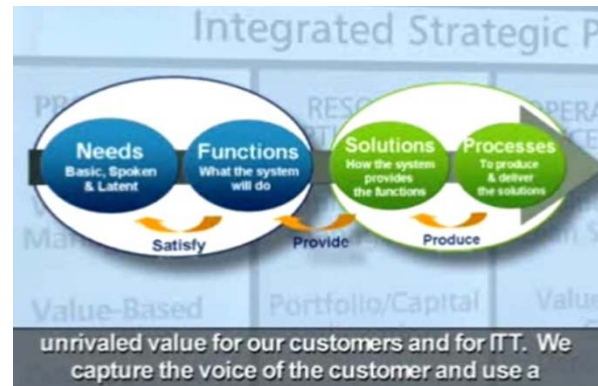 Integrated Strategic P
Needs
Basic, Spoken
& Latent
Functions
What the system
will do
Solutions
How the system
provides
the functions
Processes
To produce
& deliver
the solutions
Satisfy
Provide
Produce
Value-Based
Portfolio/Capital
Value
unrivaled value for our customers and for ITT. We
capture the voice of the customer and use a